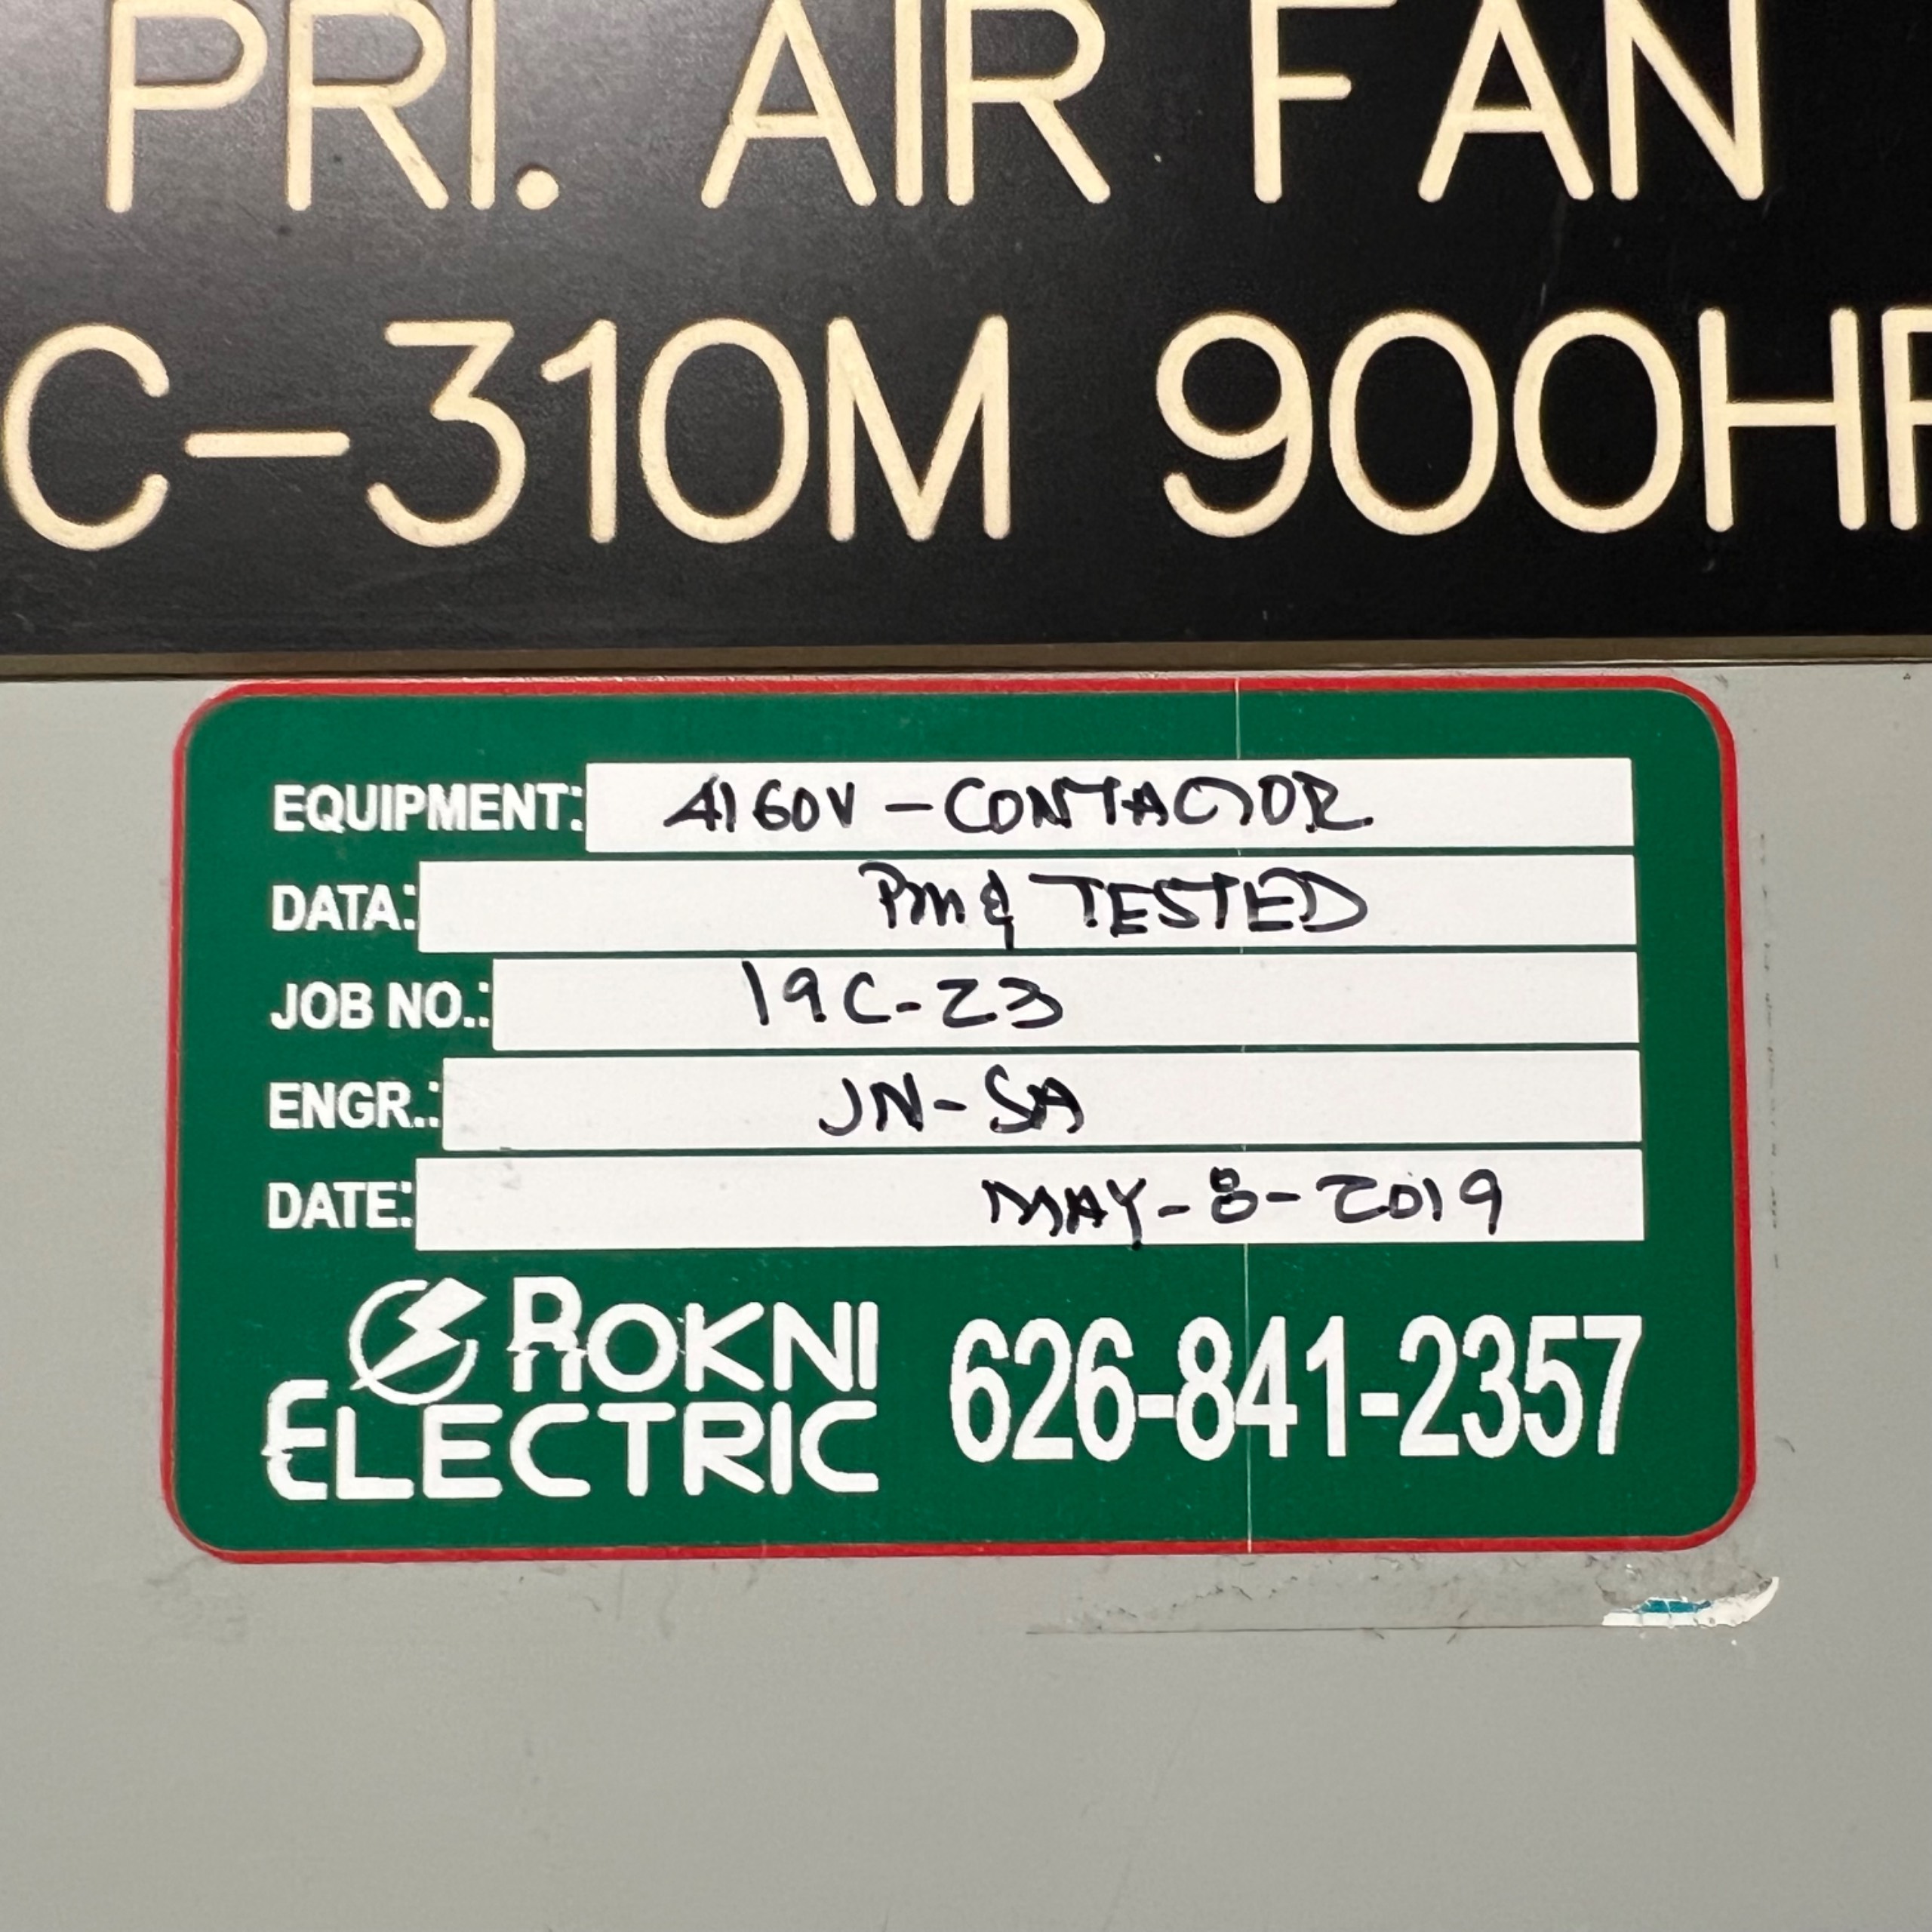 PRI. AIR FAN
C-310M 900HP
EQUIPMENT: 4160V - CONTACTOR
DATA: PM & TESTED
JOB NO.: 19C-23
ENGR.: JN-SA
DATE: MAY-8-2019
ROKNI
ELECTRIC
626-841-2357